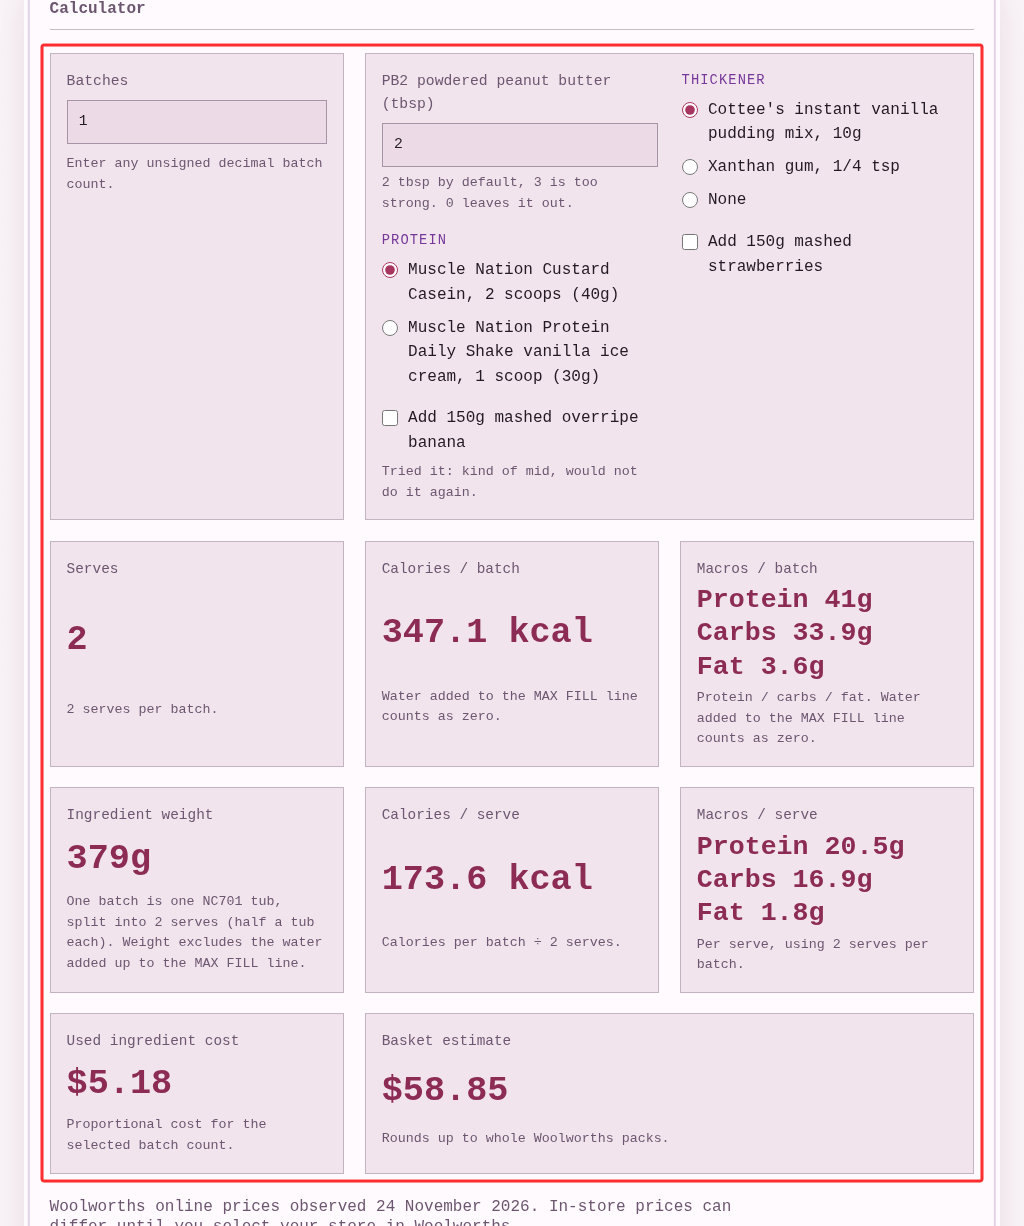 Calculator
Batches
1
Enter any unsigned decimal batch
count.
PB2 powdered peanut butter
(tbsp)
2
2 tbsp by default, 3 is too
strong. 0 leaves it out.
PROTEIN
Muscle Nation Custard
Casein, 2 scoops (40g)
Muscle Nation Protein
Daily Shake vanilla ice
cream, 1 scoop (30g)
Add 150g mashed overripe
banana
Tried it: kind of mid, would not
do it again.
THICKENER
Cottee's instant vanilla
pudding mix, 10g
Xanthan gum, 1/4 tsp
None
Add 150g mashed
strawberries
Serves
2
2 serves per batch.
Calories / batch
347.1 kcal
Water added to the MAX FILL line
counts as zero.
Macros / batch
Protein 41g
Carbs 33.9g
Fat 3.6g
Protein / carbs / fat. Water
added to the MAX FILL line
counts as zero.
Ingredient weight
379g
One batch is one NC701 tub,
split into 2 serves (half a tub
each). Weight excludes the water
added up to the MAX FILL line.
Calories / serve
173.6 kcal
Calories per batch ÷ 2 serves.
Macros / serve
Protein 20.5g
Carbs 16.9g
Fat 1.8g
Per serve, using 2 serves per
batch.
Used ingredient cost
$5.18
Proportional cost for the
selected batch count.
Basket estimate
$58.85
Rounds up to whole Woolworths packs.
Woolworths online prices observed 24 November 2026. In-store prices can
differ until you select your store in Woolworths.